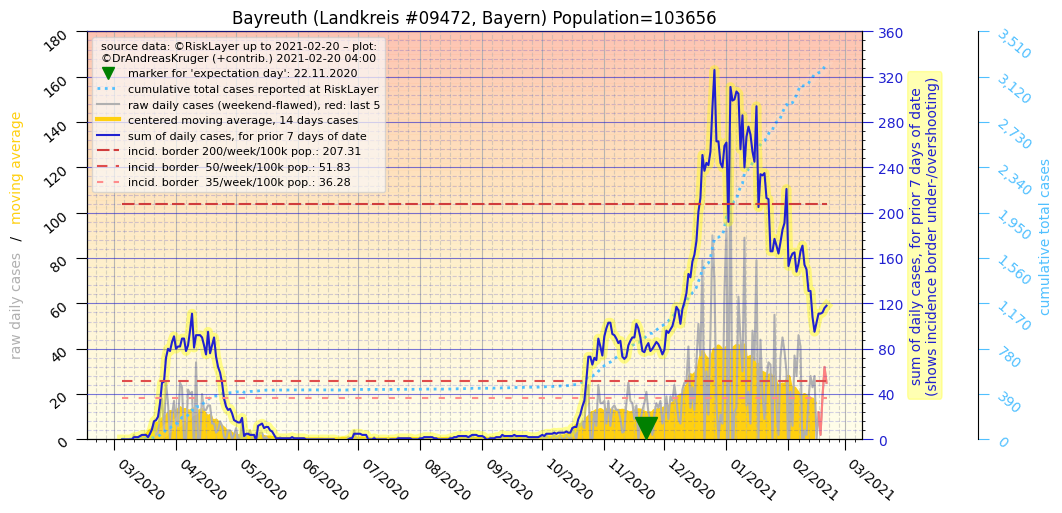 Bayreuth (Landkreis #09472, Bayern) Population=103656
source data: ©RiskLayer up to 2021-02-20 – plot:
©DrAndreasKruger (+contrib.) 2021-02-20 04:00
marker for 'expectation day': 22.11.2020
cumulative total cases reported at RiskLayer
raw daily cases (weekend-flawed), red: last 5
centered moving average, 14 days cases
sum of daily cases, for prior 7 days of date
incid. border 200/week/100k pop.: 207.31
incid. border 50/week/100k pop.: 51.83
incid. border 35/week/100k pop.: 36.28
raw daily cases / moving average
180
160
140
120
100
80
60
40
20
0
03/2020
04/2020
05/2020
06/2020
07/2020
08/2020
09/2020
10/2020
11/2020
12/2020
01/2021
02/2021
03/2021
360
320
280
240
200
160
120
80
40
0
sum of daily cases, for prior 7 days of date
(shows incidence border under-/overshooting)
3,510
3,120
2,730
2,340
1,950
1,560
1,170
780
390
0
cumulative total cases